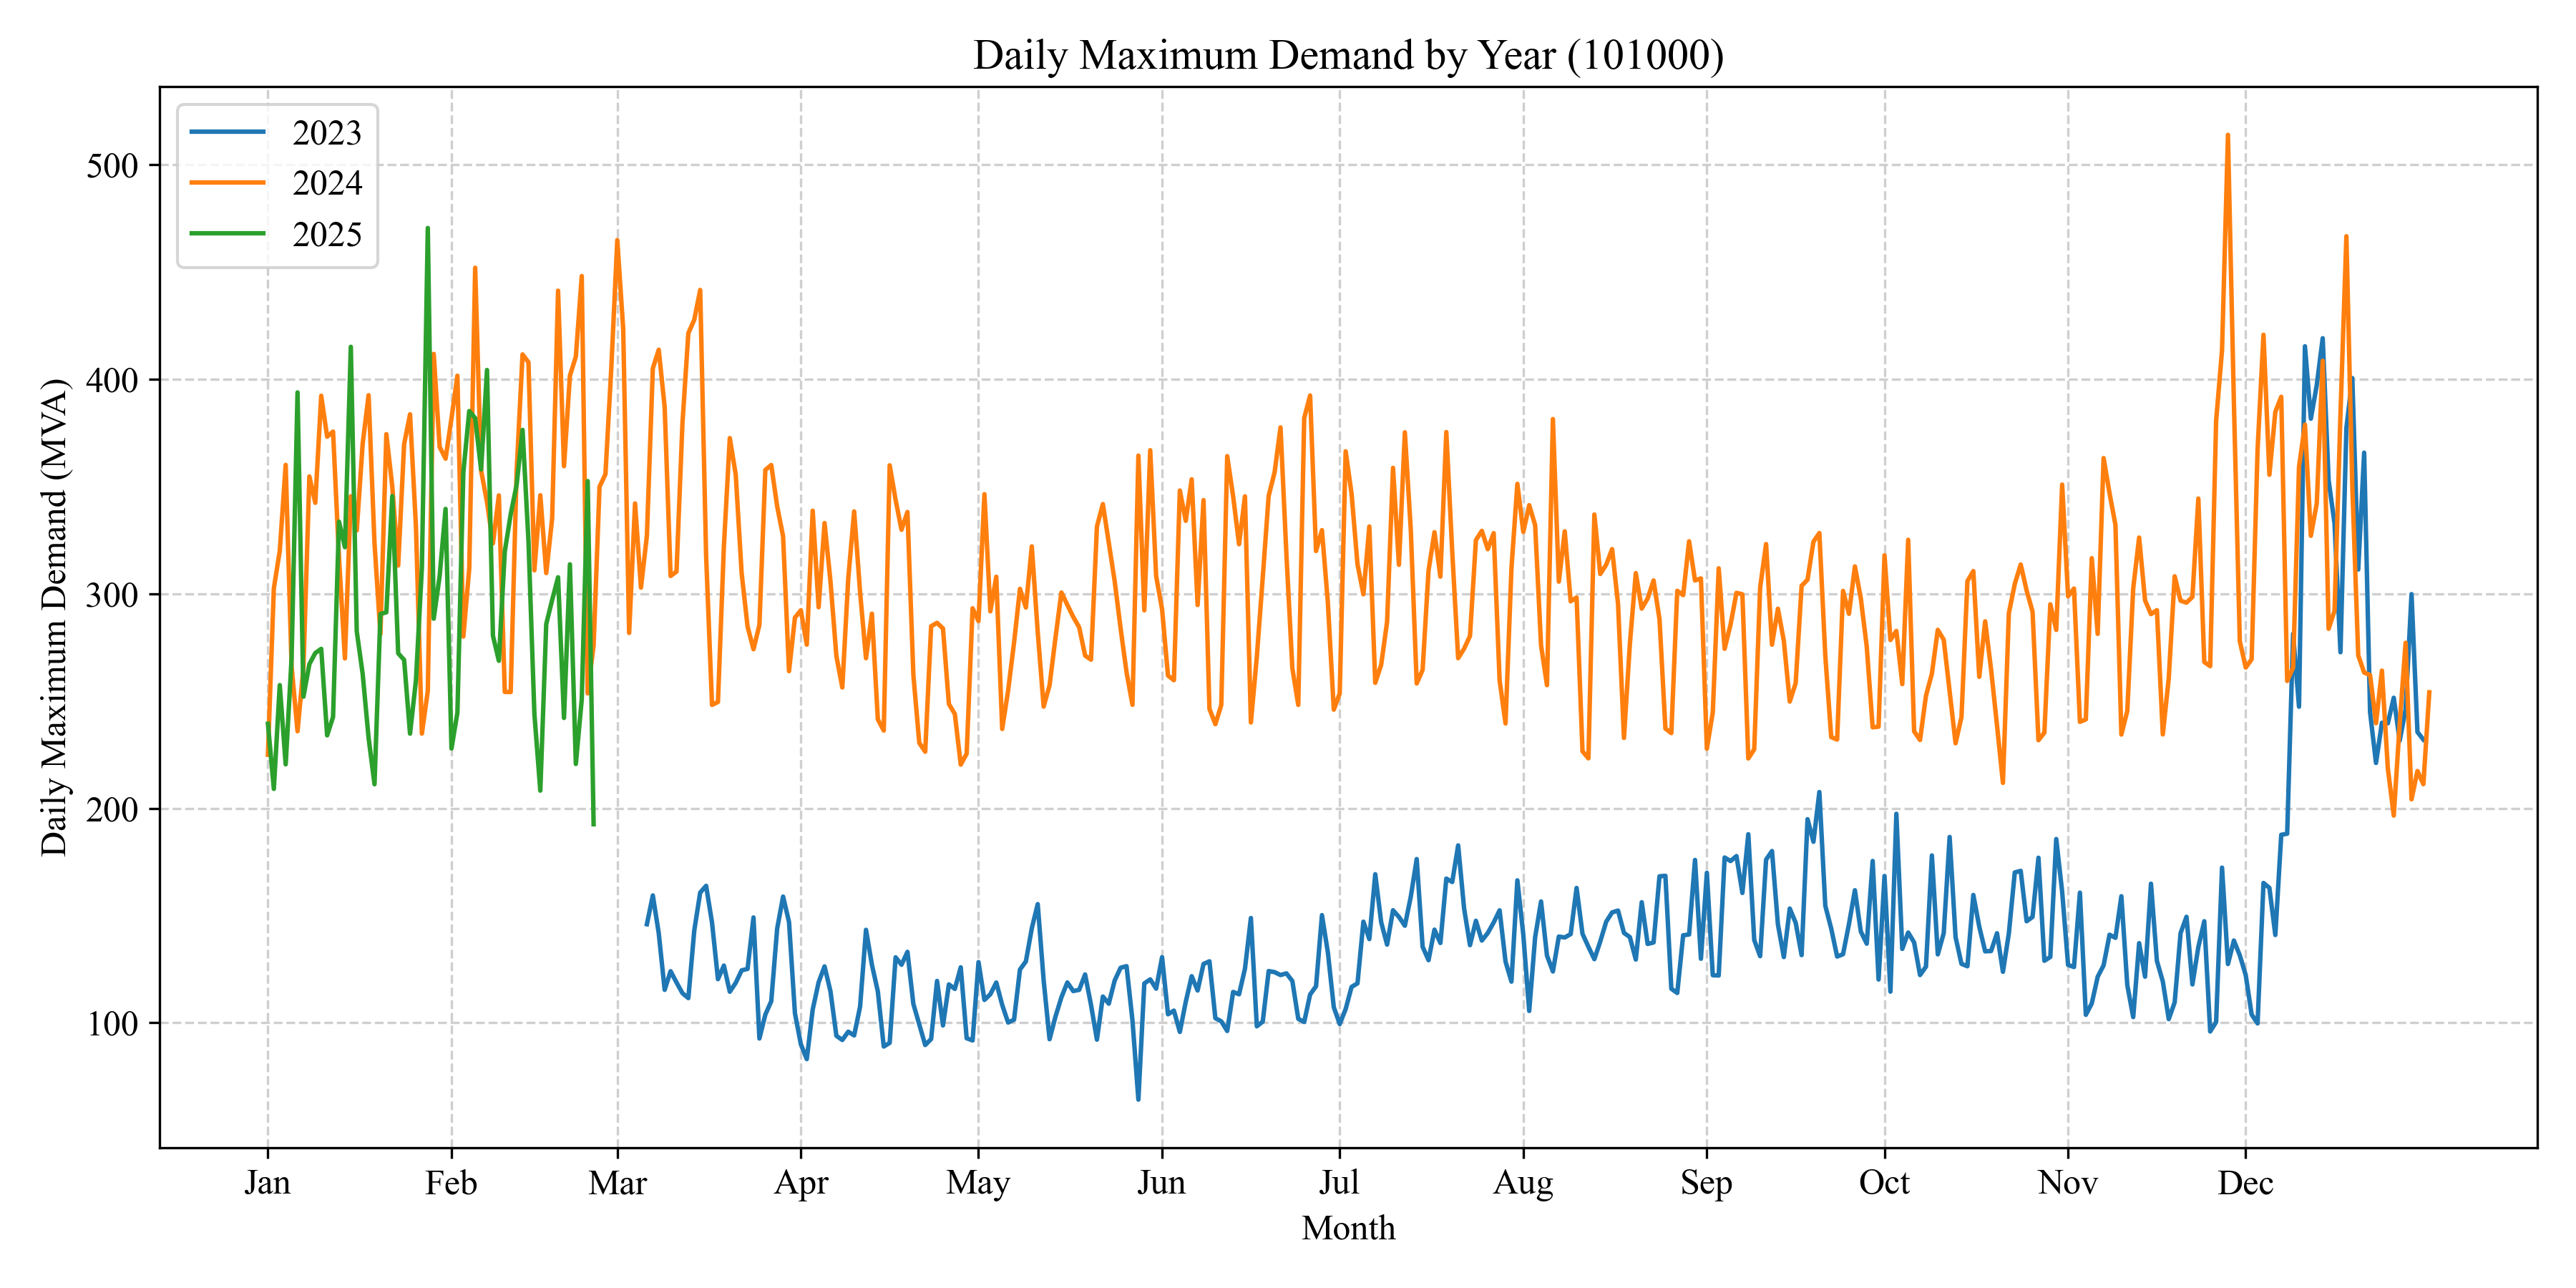 Daily Maximum Demand by Year (101000)
2023
2024
2025
Daily Maximum Demand (MVA)
500
400
300
200
100
Jan Feb Mar Apr May Jun Jul Aug Sep Oct Nov Dec
Month